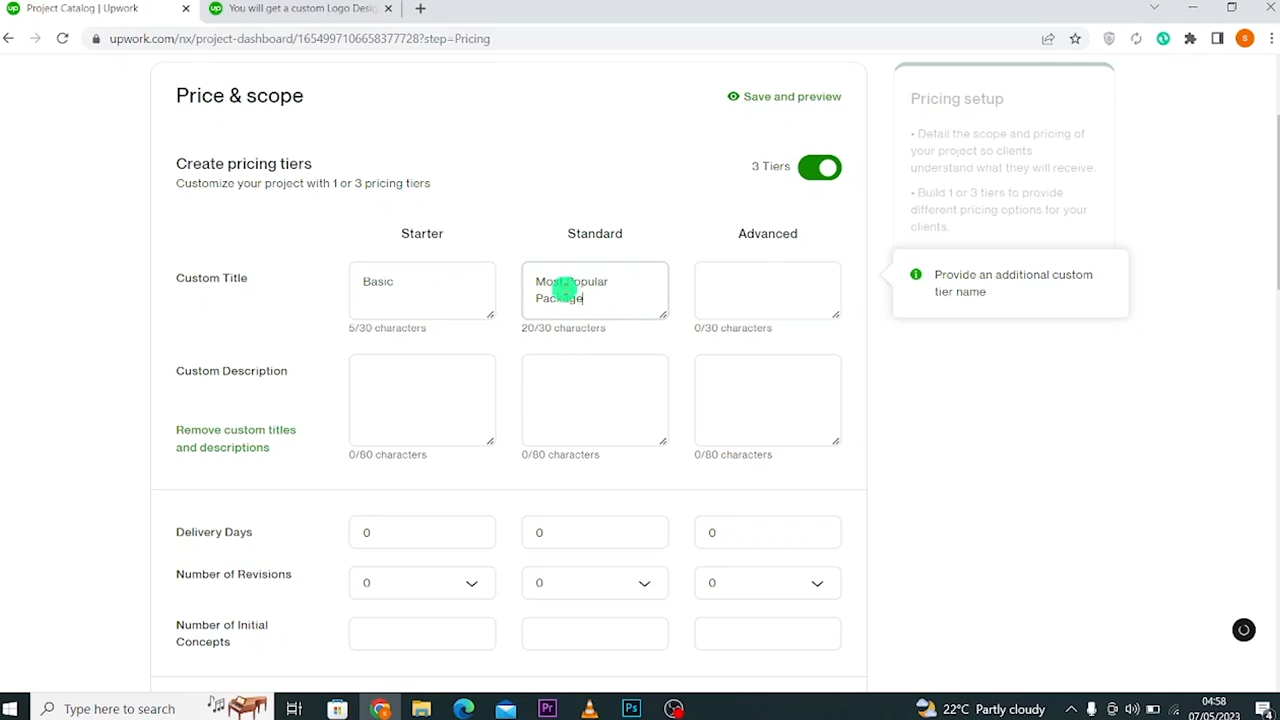 Project Catalog | Upwork
You will get a custom Logo Desig
upwork.com/nx/project-dashboard/1654997106658377728?step=Pricing
S
Price & scope
Save and preview
Create pricing tiers
Customize your project with 1 or 3 pricing tiers
3 Tiers
Starter
Standard
Advanced
Custom Title
Basic
Most Popular
Package
5/30 characters
20/30 characters
0/30 characters
Custom Description
Remove custom titles
and descriptions
0/80 characters
0/80 characters
0/80 characters
Delivery Days
0
0
0
Number of Revisions
0
0
0
Number of Initial
Concepts
Pricing setup
• Detail the scope and pricing of
your project so clients
understand what they will receive.
• Build 1 or 3 tiers to provide
different pricing options for your
clients.
Provide an additional custom
tier name
Type here to search
Pr
Ps
22°C Partly cloudy
04:58
07/05/2023